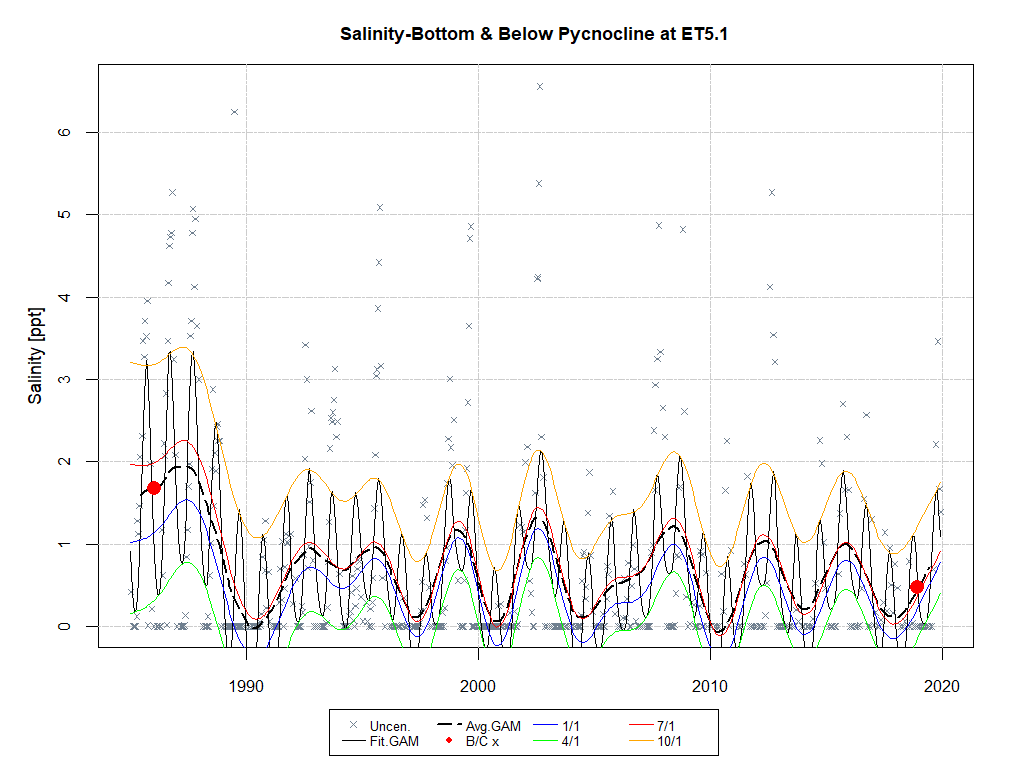 Salinity-Bottom & Below Pycnocline at ET5.1
Salinity [ppt]
6
5
4
3
2
1
0
1990 2000 2010 2020
Uncen. Avg.GAM 1/1 7/1
Fit.GAM B/C x 4/1 10/1